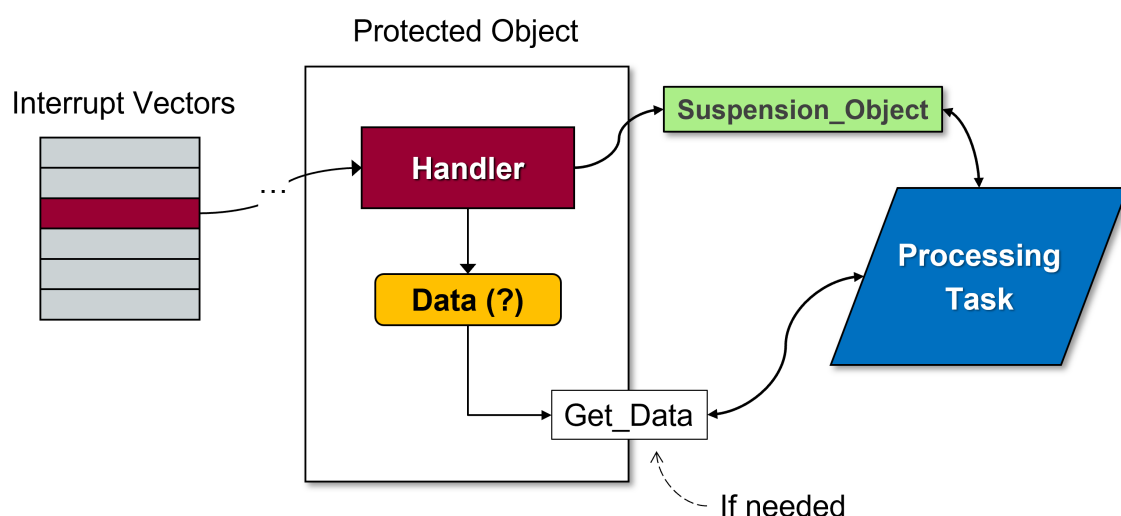 Protected Object
Interrupt Vectors
Suspension_Object
...
Handler
Processing
Task
Data (?)
Get_Data
If needed